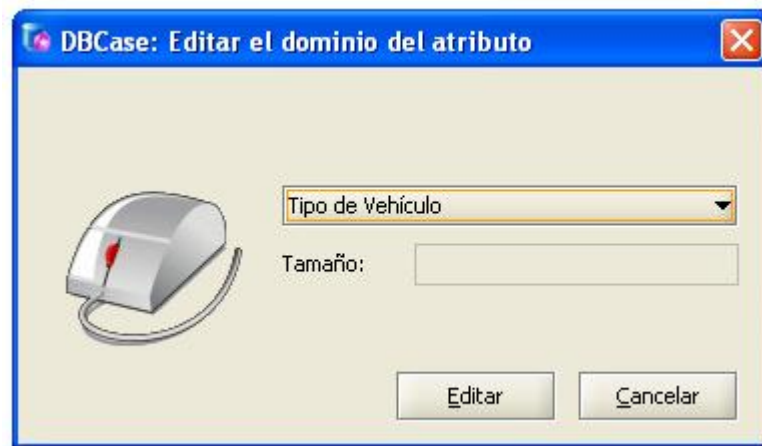 DBCase: Editar el dominio del atributo
Tipo de Vehículo
Tamaño:
Editar
Cancelar